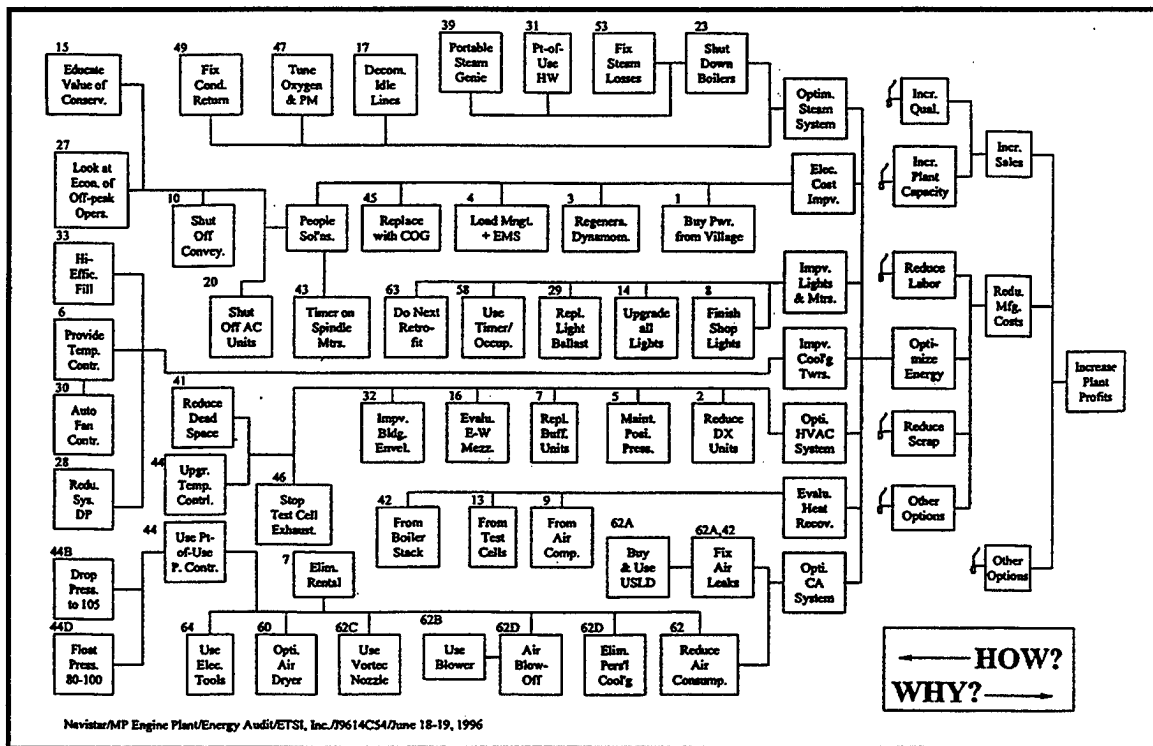 39
31
53
23
15
49
47
17
Portable
Steam
Genie
Pt-of-
Use
HW
Fix
Steam
Losses
Shut
Down
Boilers
Educate
Value of
Conserv.
Fix
Cond.
Return
Tune
Oxygen
& PM
Decom.
Idle
Lines
Optim.
Steam
System
Incr.
Qual.
Incr.
Sales
27
Look at
Econ. of
Off-peak
Opers.
Elec.
Cost
Impv.
Incr.
Plant
Capacity
10
Shut
Off
Convey.
People
Sol'ns.
45
Replace
with COG
4
Load Mngt.
+ EMS
3
Regenera.
Dynamom.
1
Buy Pwr.
from Village
33
Hi-
Effic.
Fill
20
Shut
Off AC
Units
43
Timer on
Spindle
Mtrs.
63
Do Next
Retro-
fit
58
Use
Timer/
Occup.
29
Repl.
Light
Ballast
14
Upgrade
all
Lights
8
Finish
Shop
Lights
Impv.
Lights
& Mtrs.
Reduce
Labor
Redu.
Mfg.
Costs
6
Provide
Temp.
Contr.
Impv.
Cool'g
Twrs.
Opti-
mize
Energy
Increase
Plant
Profits
30
Auto
Fan
Contr.
41
Reduce
Dead
Space
32
Impv.
Bldg.
Envel.
16
Evalu.
E-W
Mezz.
7
Repl.
Buff.
Units
5
Maint.
Posi.
Press.
2
Reduce
DX
Units
Opti.
HVAC
System
Reduce
Scrap
28
Redu.
Sys.
DP
44
Upgr.
Temp.
Contrl.
46
Stop
Test Cell
Exhaust.
42
From
Boiler
Stack
13
From
Test
Cells
9
From
Air
Comp.
Evalu.
Heat
Recov.
Other
Options
44
Use Pt-
of-Use
P. Contr.
44B
Drop
Press.
to 105
7
Elim.
Rental
62A
Buy
& Use
USLD
62A,42
Fix
Air
Leaks
Opti.
CA
System
Other
Options
44D
Float
Press.
80-100
64
Use
Elec.
Tools
60
Opti.
Air
Dryer
62C
Use
Vortec
Nozzle
62B
Use
Blower
62D
Air
Blow-
Off
62D
Elim.
Pers'l
Cool'g
62
Reduce
Air
Consump.
HOW?
WHY?
Navistar/MP Engine Plant/Energy Audit/ETSI, Inc./J9614C54/June 18-19, 1996